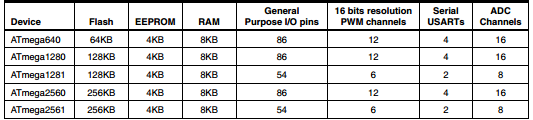 Device Flash EEPROM RAM General Purpose I/O pins 16 bits resolution PWM channels Serial USARTs ADC Channels
ATmega640 64KB 4KB 8KB 86 12 4 16
ATmega1280 128KB 4KB 8KB 86 12 4 16
ATmega1281 128KB 4KB 8KB 54 6 2 8
ATmega2560 256KB 4KB 8KB 86 12 4 16
ATmega2561 256KB 4KB 8KB 54 6 2 8